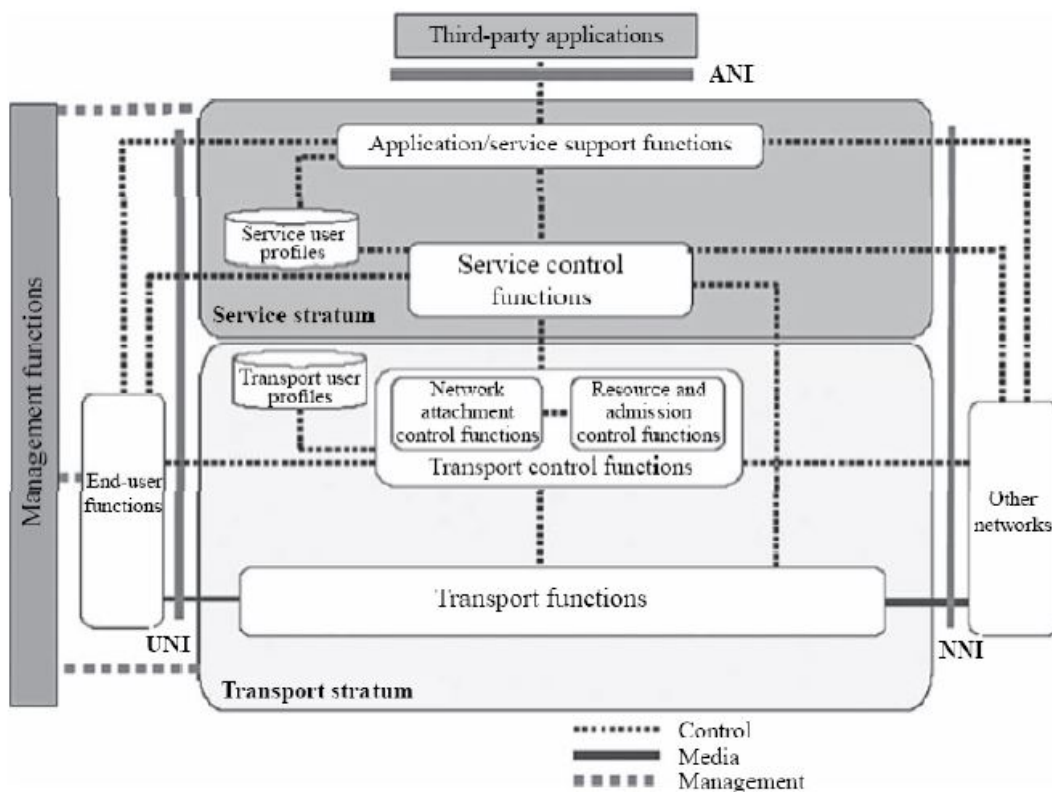 Third-party applications
ANI
Application/service support functions
Service user
profiles
Service control
functions
Service stratum
Management functions
Transport user
profiles
Network
attachment
control functions
Resource and
admission
control functions
Transport control functions
End-user
functions
Other
networks
Transport functions
UNI
NNI
Transport stratum
Control
Media
Management